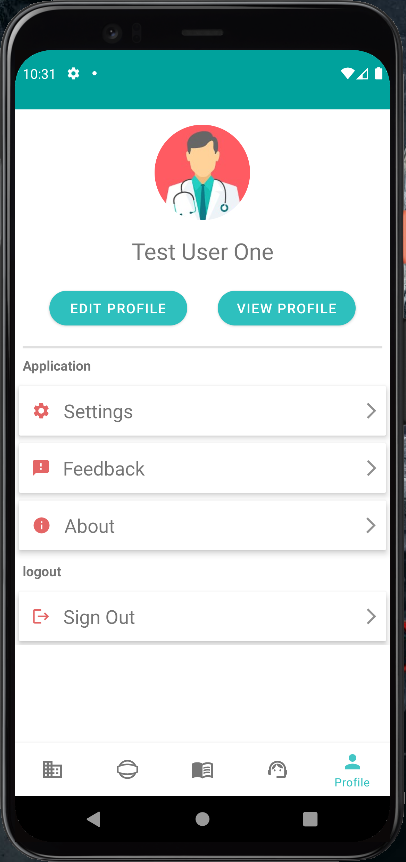 10:31
Test User One
EDIT PROFILE
VIEW PROFILE
Application
Settings
Feedback
About
logout
Sign Out
Profile